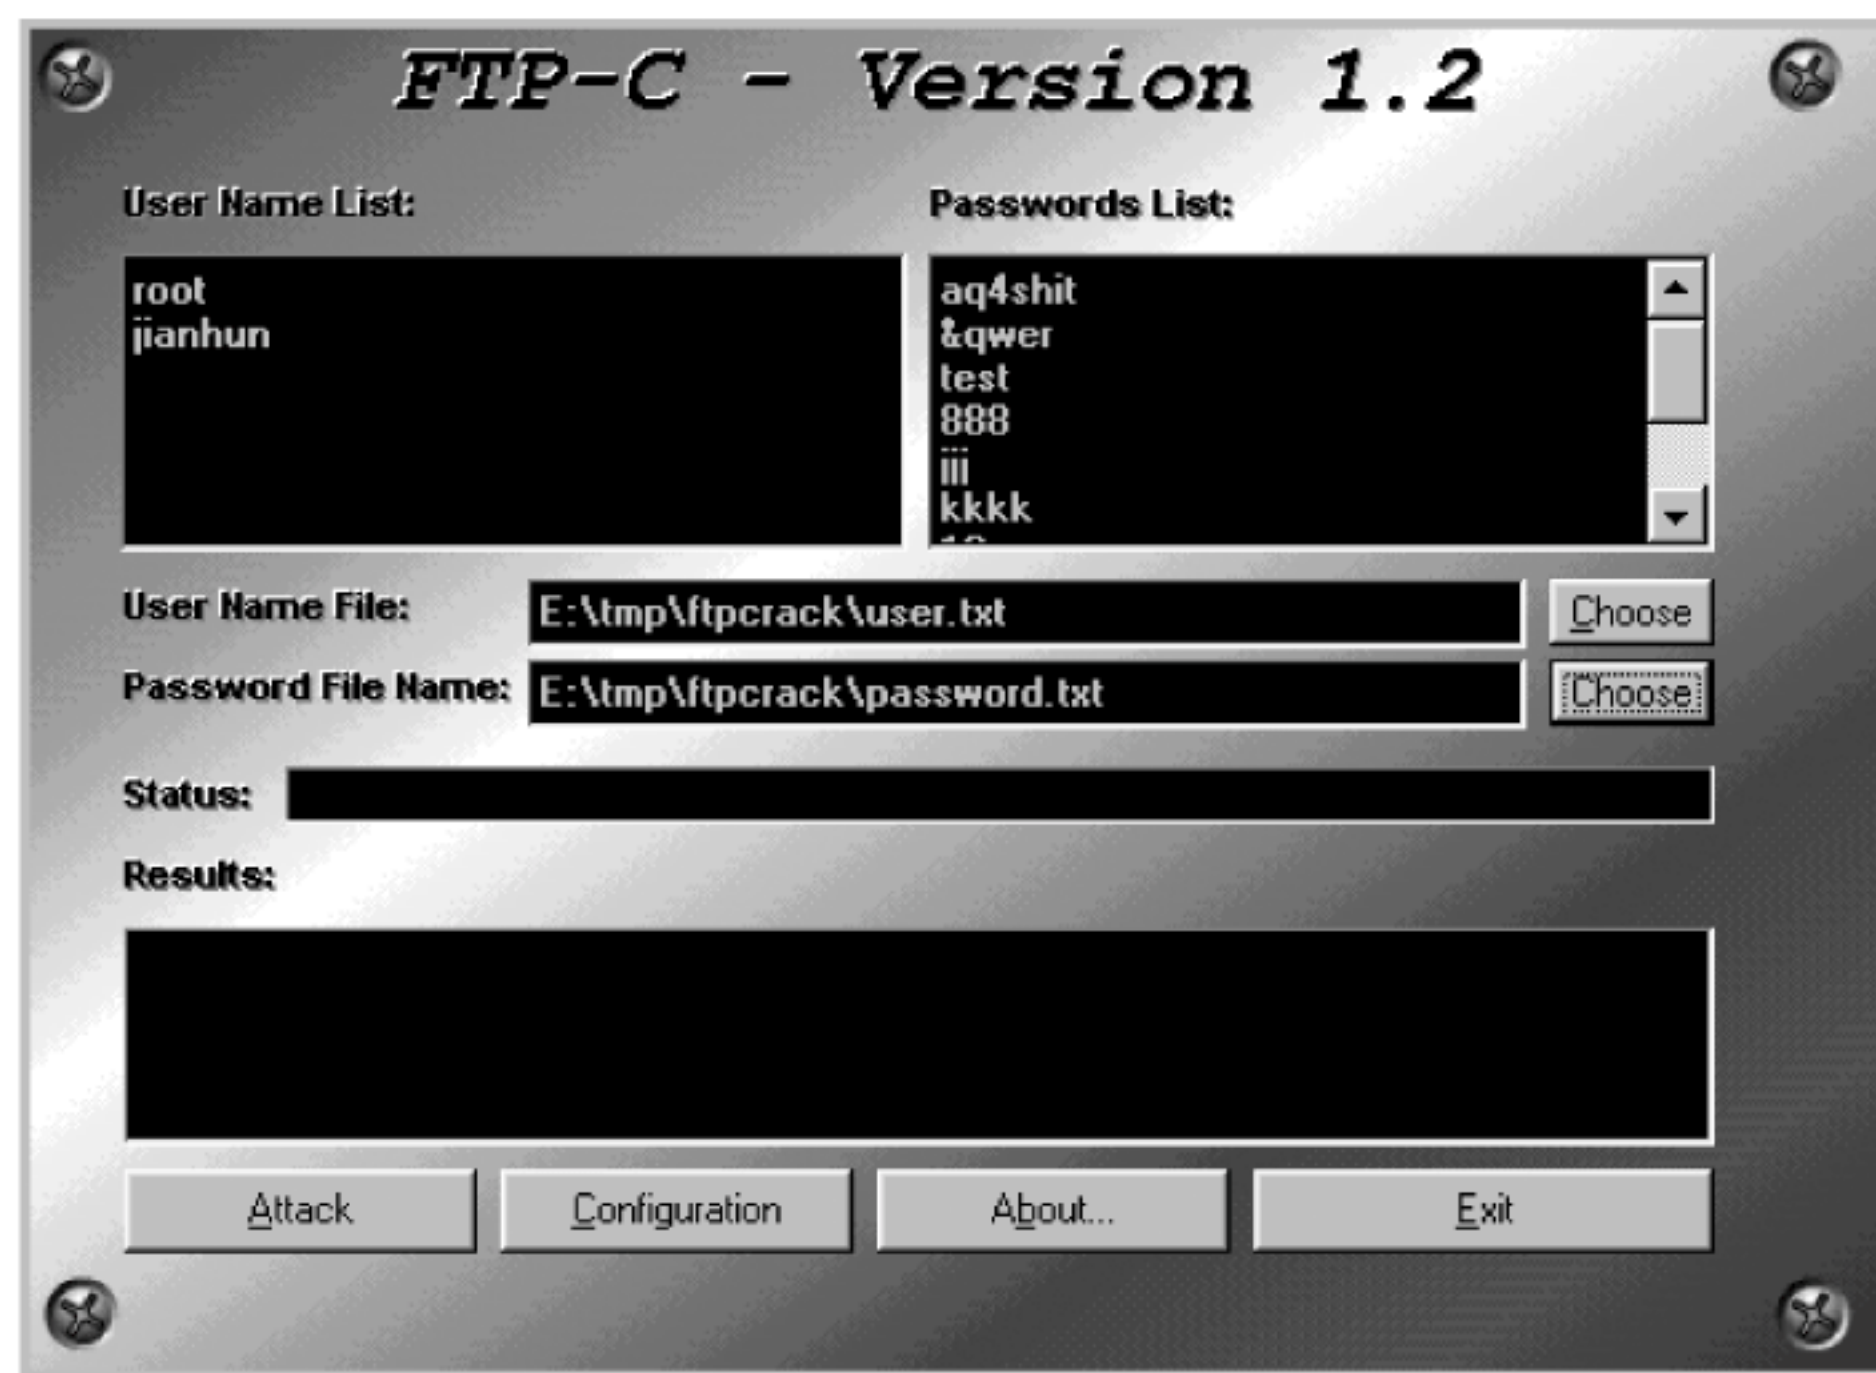 FTP-C - Version 1.2
User Name List:
root
jianhun
Passwords List:
aq4shit
&qwer
test
888
jjj
kkkk
User Name File:
E:\tmp\ftpcrack\user.txt
Choose
Password File Name:
E:\tmp\ftpcrack\password.txt
Choose
Status:
Results:
Attack
Configuration
About...
Exit